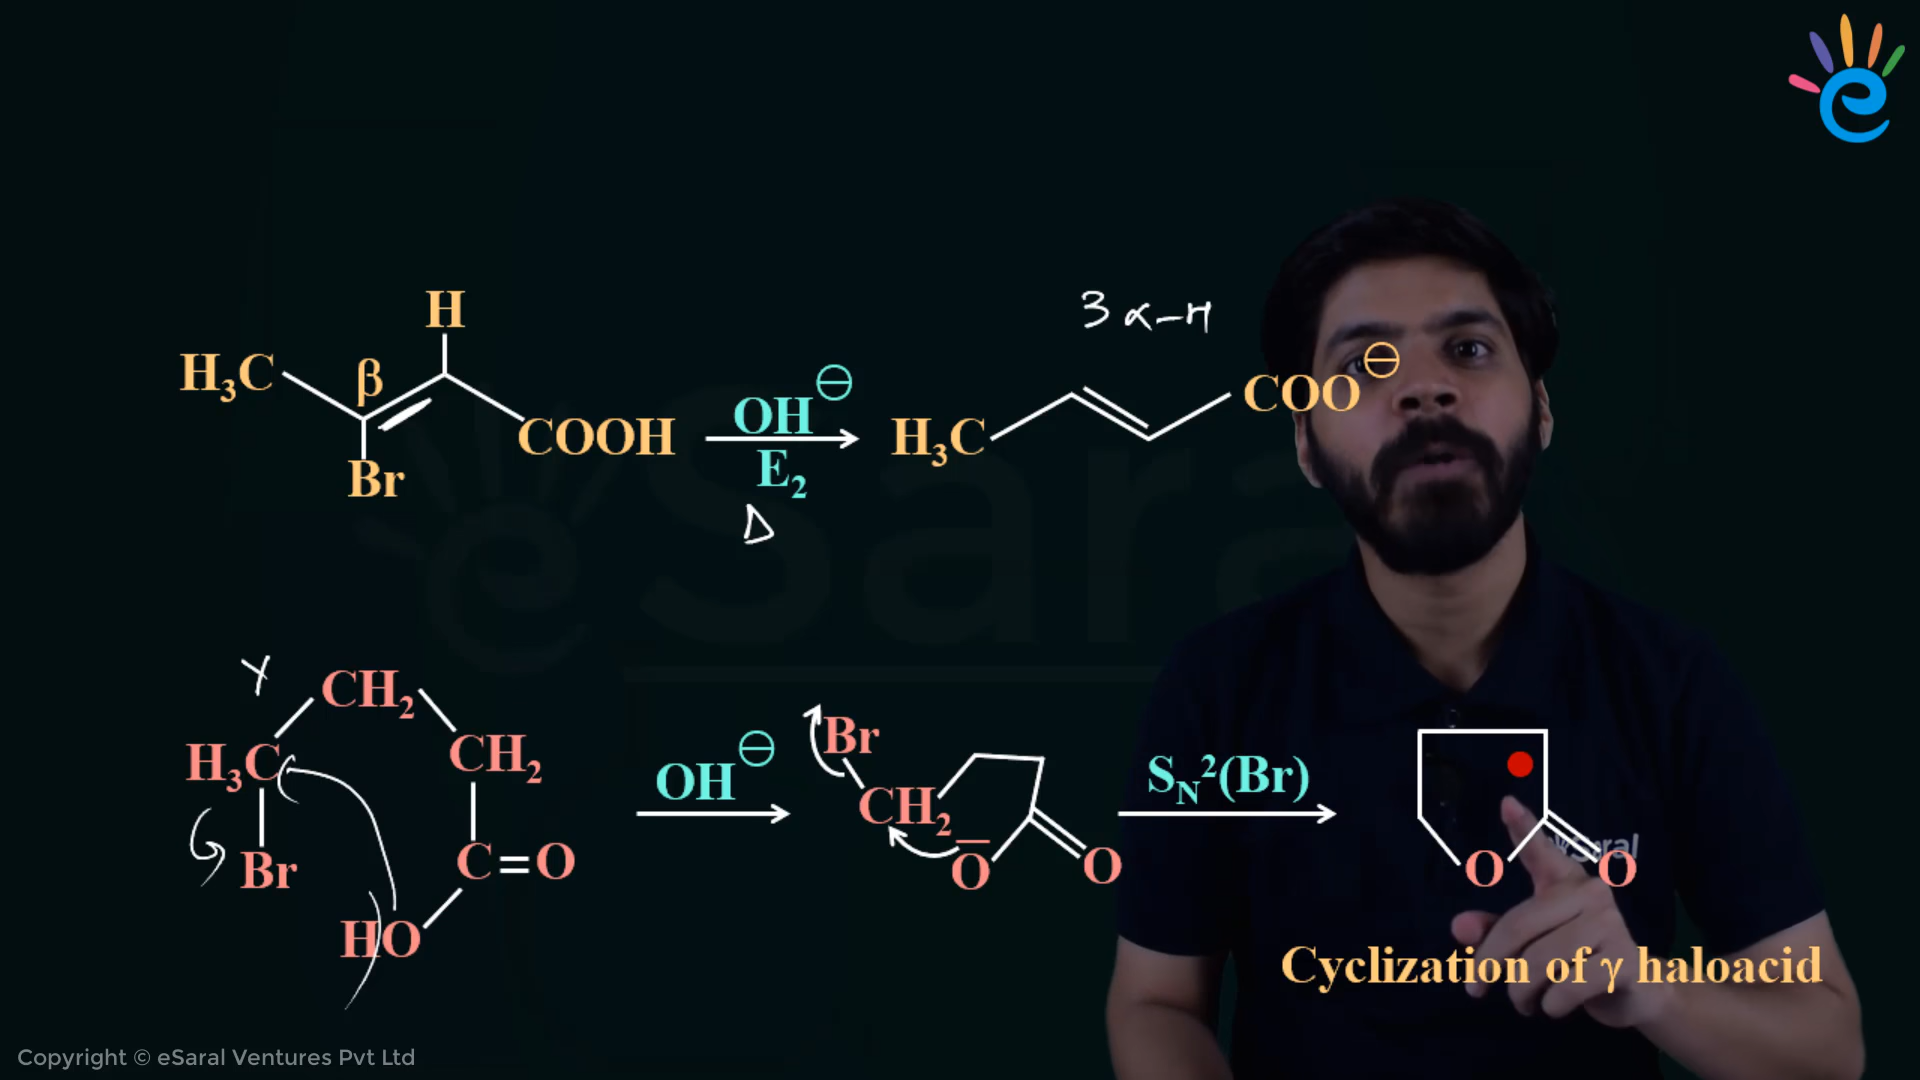 H
H₃C
β
Br
COOH
OH⊖
E₂
Δ
3 α-H
H₃C
COO⊖
γ
CH₂
H₃C
CH₂
Br
C=O
HO
OH⊖
Br
CH₂
O
O
S_N²(Br)
O
O
eSaral
Cyclization of γ haloacid
Copyright © eSaral Ventures Pvt Ltd